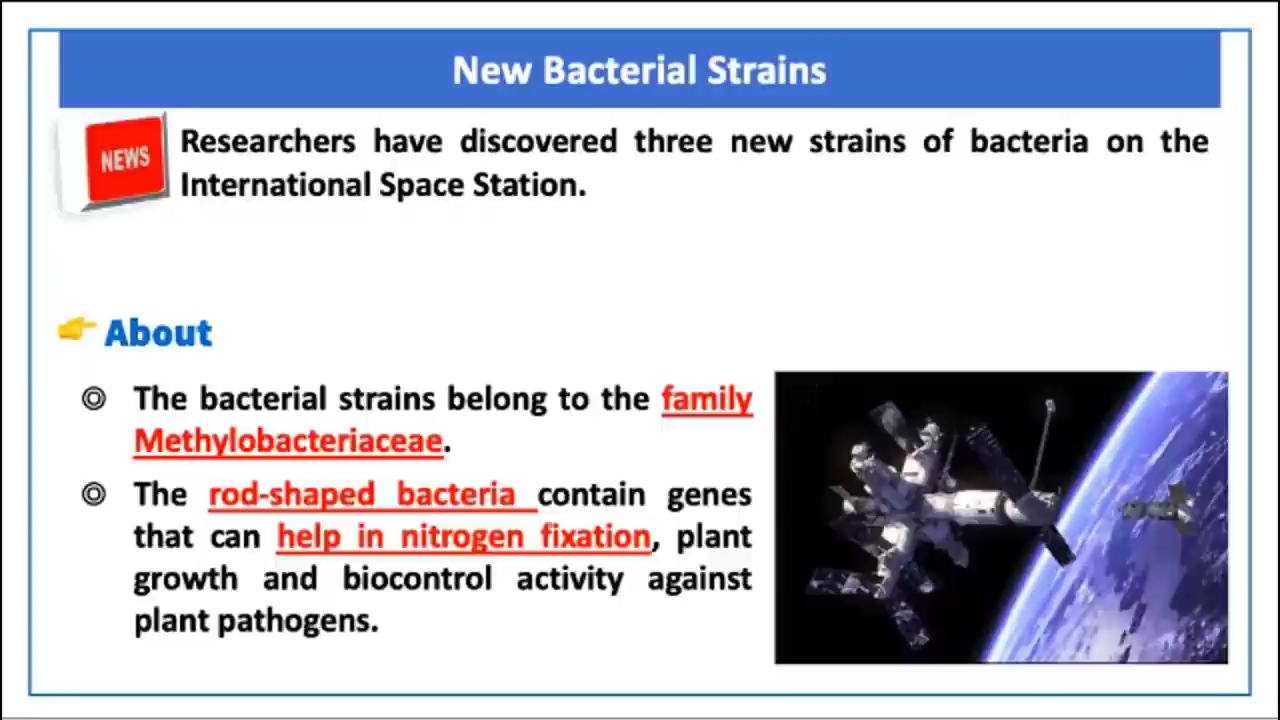 New Bacterial Strains
NEWS
Researchers have discovered three new strains of bacteria on the
International Space Station.
About
The bacterial strains belong to the family
Methylobacteriaceae.
The rod-shaped bacteria contain genes
that can help in nitrogen fixation, plant
growth and biocontrol activity against
plant pathogens.